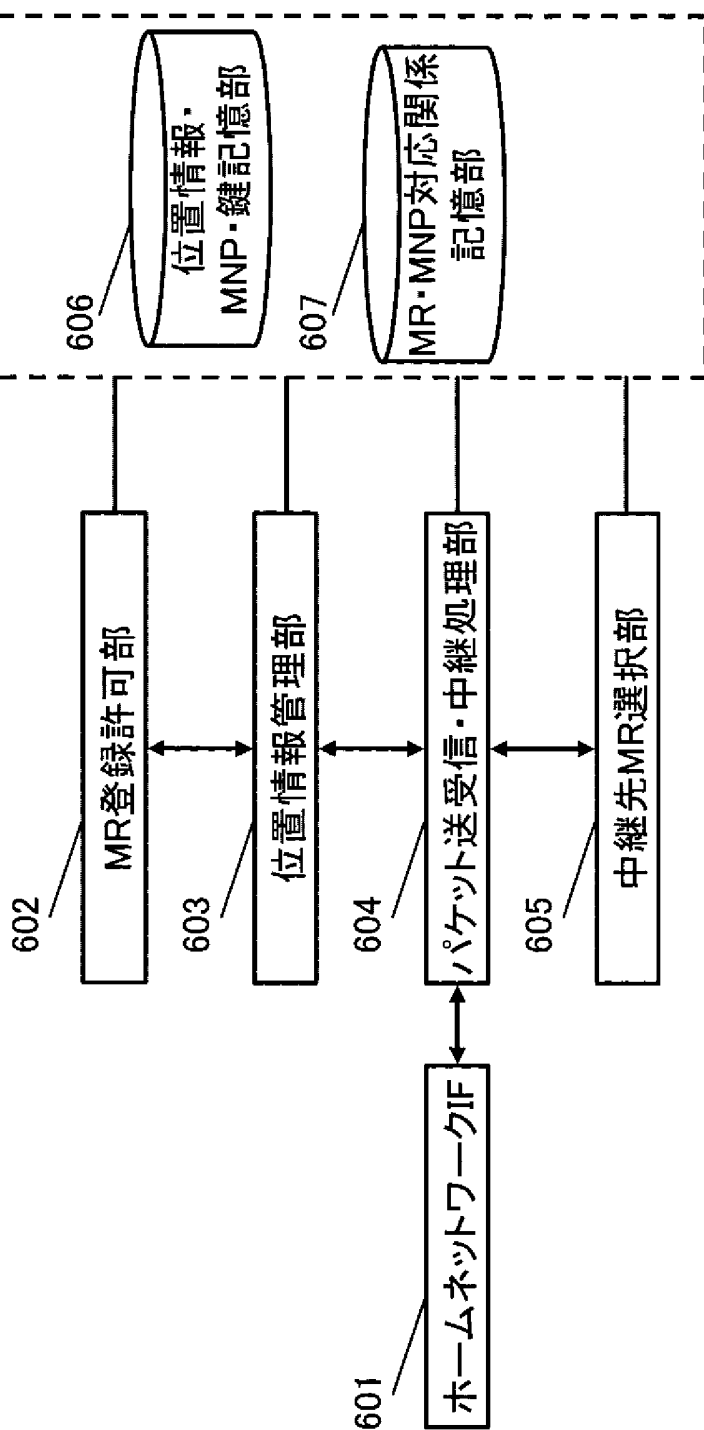 601
ホームネットワークIF
602
MR登録許可部
603
位置情報管理部
604
パケット送受信・中継処理部
605
中継先MR選択部
606
位置情報・
MNP・鍵記憶部
607
MR・MNP対応関係
記憶部